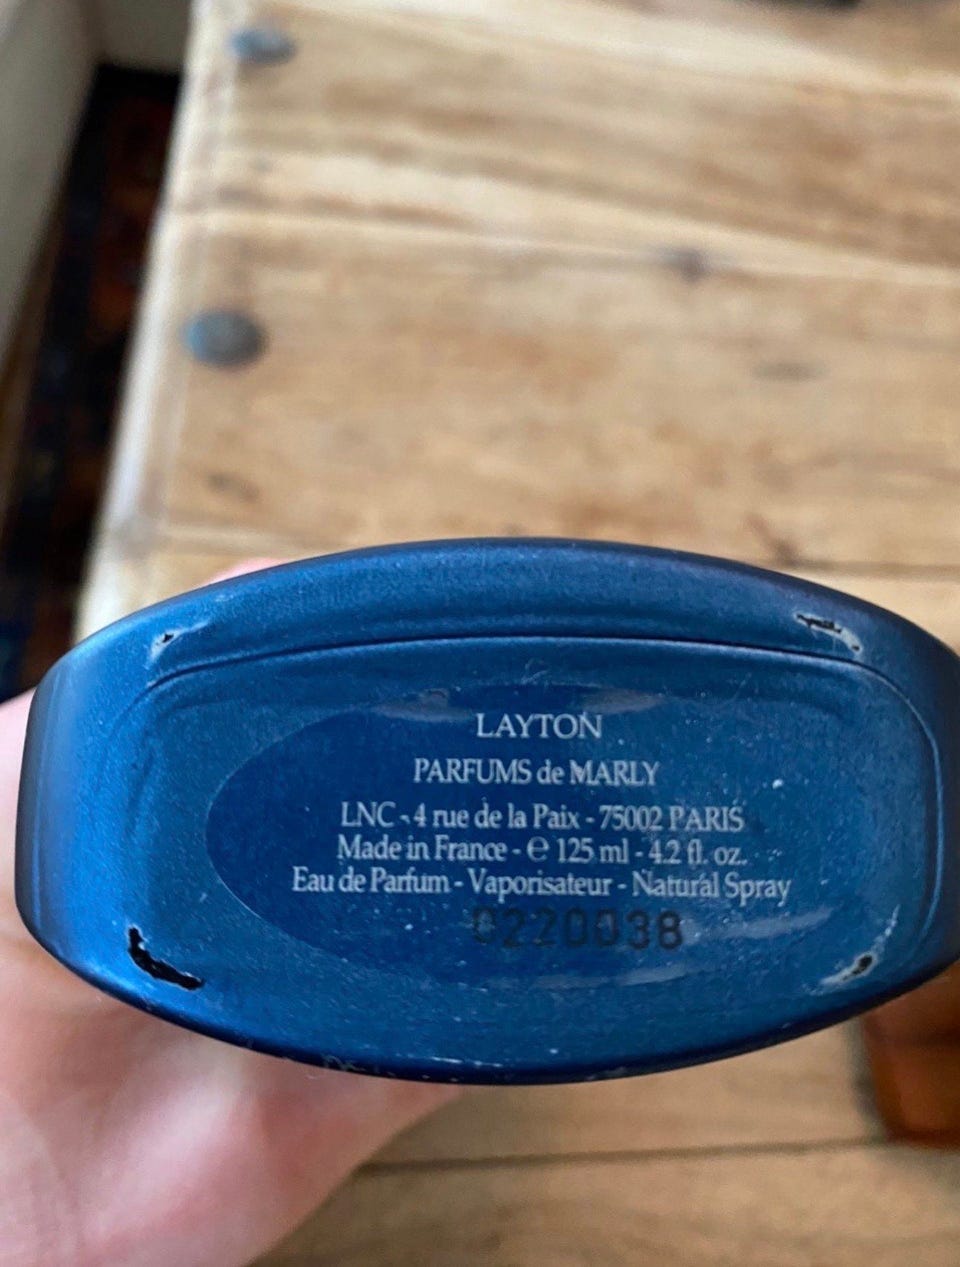 LAYTON
PARFUMS de MARLY
LNC - 4 rue de la Paix - 75002 PARIS
Made in France - ℮ 125 ml - 4.2 fl. oz.
Eau de Parfum - Vaporisateur - Natural Spray
0220038